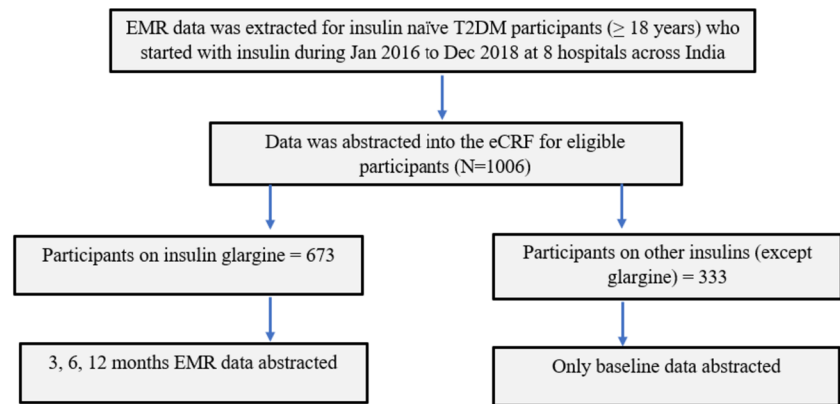 EMR data was extracted for insulin naïve T2DM participants (≥ 18 years) who
started with insulin during Jan 2016 to Dec 2018 at 8 hospitals across India
Data was abstracted into the eCRF for eligible
participants (N=1006)
Participants on insulin glargine = 673
Participants on other insulins (except
glargine) = 333
3, 6, 12 months EMR data abstracted
Only baseline data abstracted